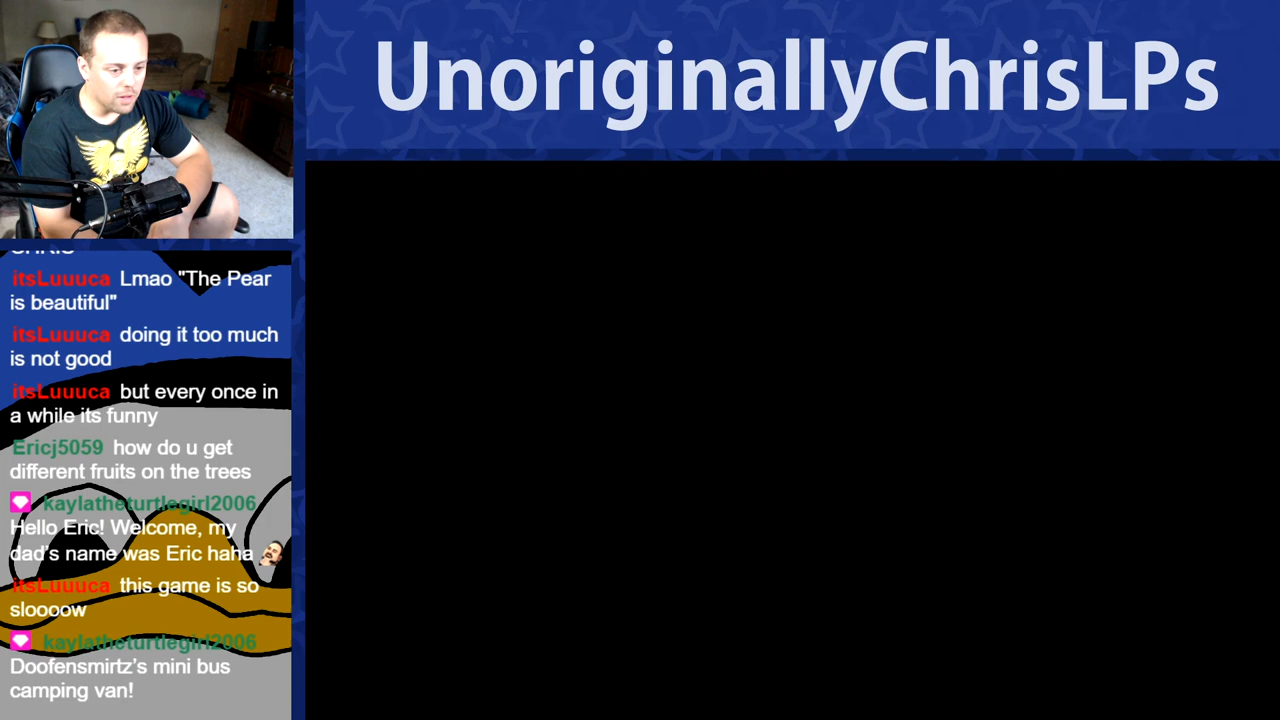 UnoriginallyChrisLPs
CHRIS
itsLuuuca Lmao "The Pear
is beautiful"
itsLuuuca doing it too much
is not good
itsLuuuca but every once in
a while its funny
Ericj5059 how do u get
different fruits on the trees
kaylatheturtlegirl2006
Hello Eric! Welcome, my
dad's name was Eric haha
itsLuuuca this game is so
sloooow
kaylatheturtlegirl2006
Doofensmirtz's mini bus
camping van!